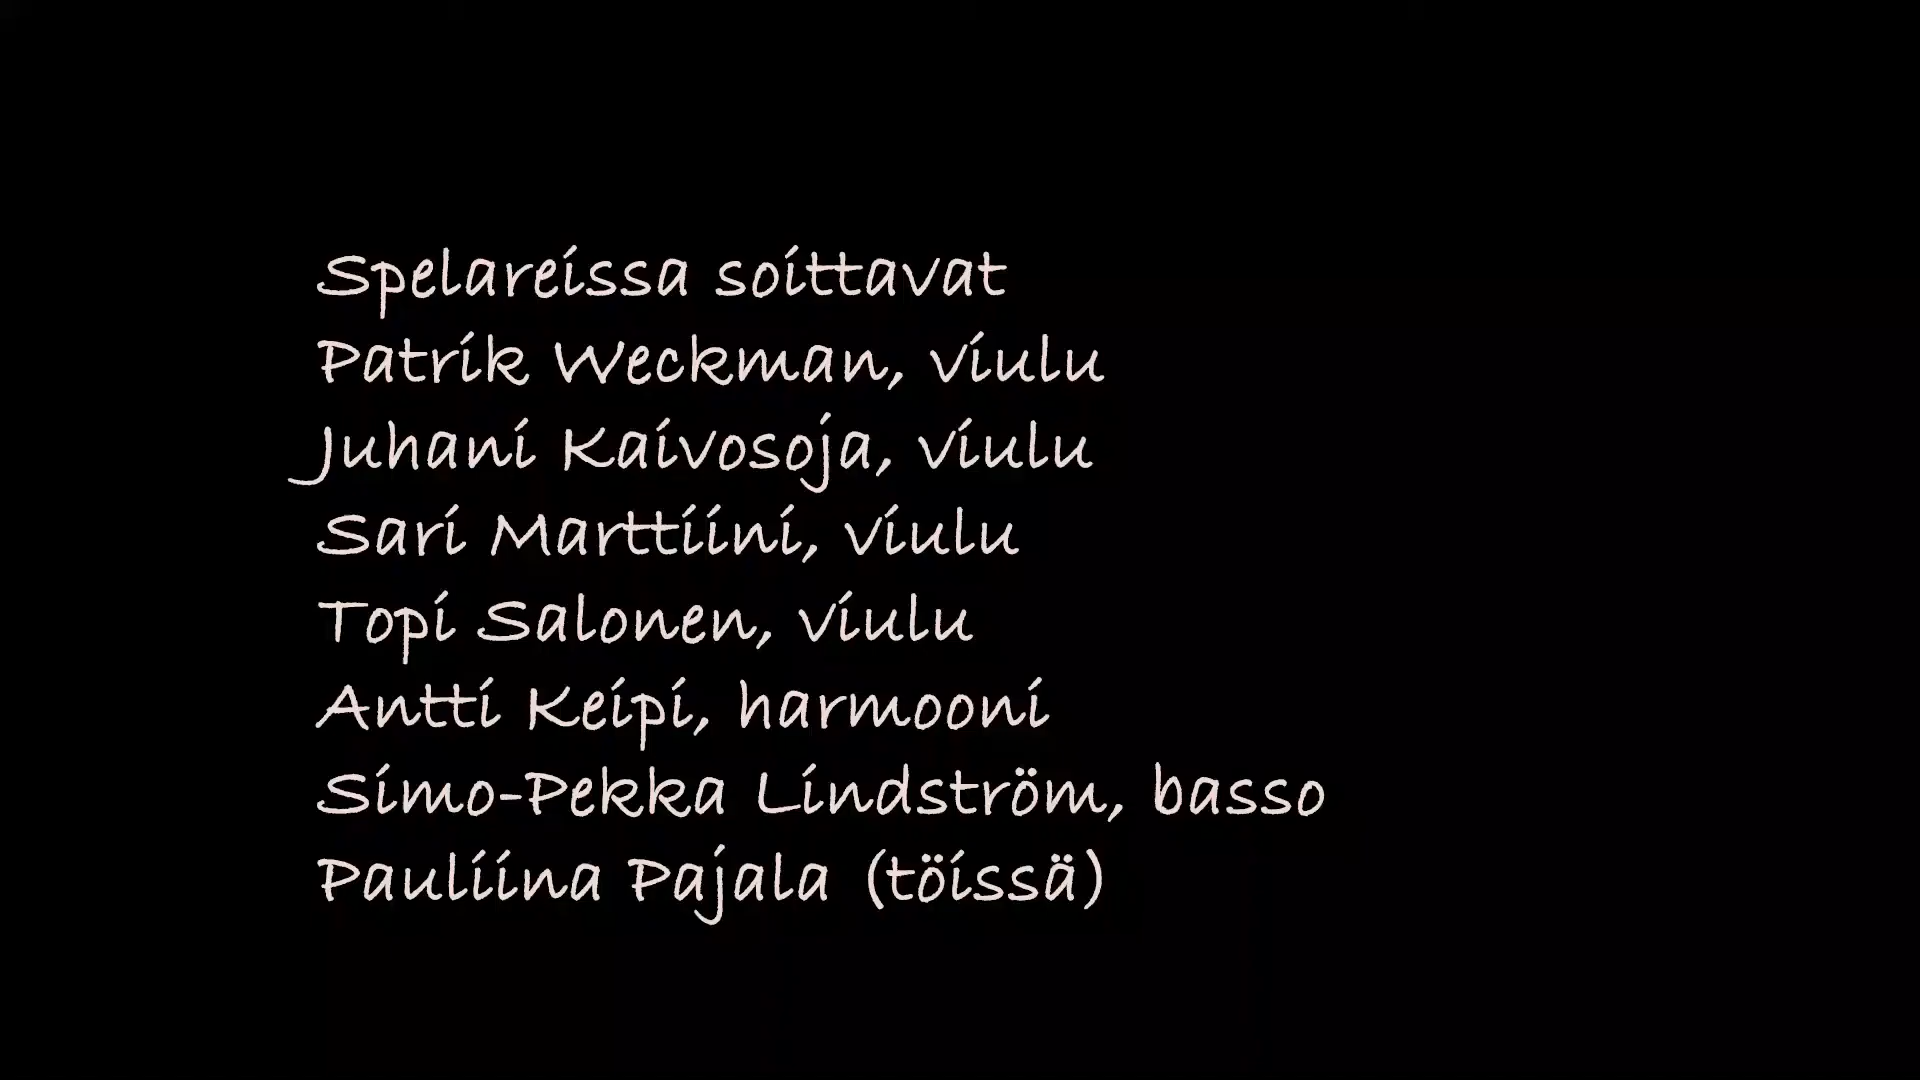 Spelareissa soittavat
Patrik Weckman, viulu
Juhani Kaivosoja, viulu
Sari Marttiini, viulu
Topi Salonen, viulu
Antti Keipi, harmooni
Simo-Pekka Lindström, basso
Pauliina Pajala (töissä)